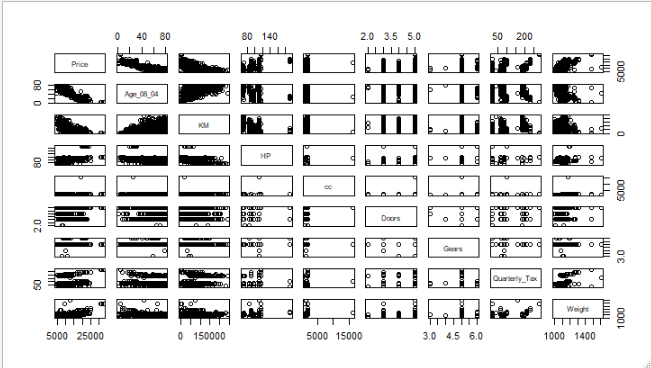 0 40 80 80 140 2.0 3.5 5.0 50 200
Price 5000
0 80 Age_08_04
KM 0
80 HP
cc 5000
2.0 Doors
Gears 3.0
50 Quarterly_Tax
Weight 1000
5000 25000 0 150000 5000 15000 3.0 4.5 6.0 1000 1400